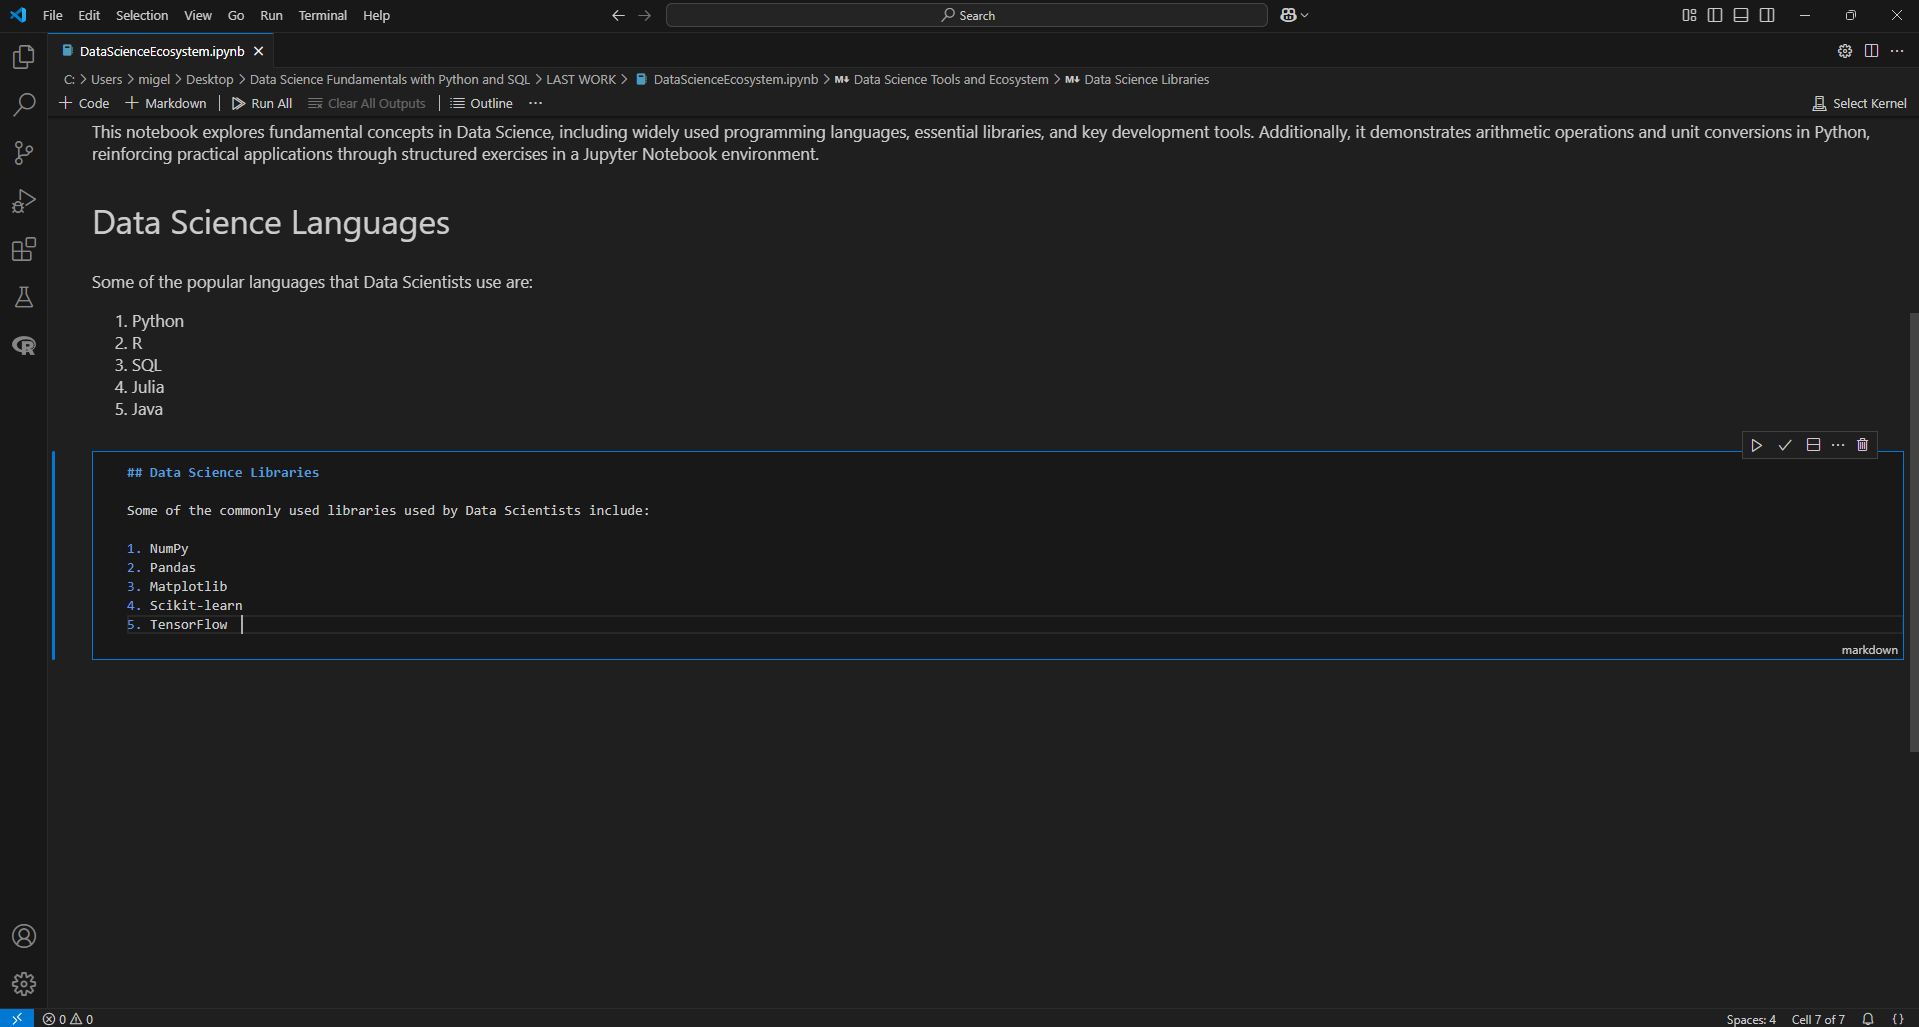 File Edit Selection View Go Run Terminal Help
Search
DataScienceEcosystem.ipynb
C: > Users > migel > Desktop > Data Science Fundamentals with Python and SQL > LAST WORK > DataScienceEcosystem.ipynb > M↓ Data Science Tools and Ecosystem > M↓ Data Science Libraries
+ Code + Markdown | Run All Clear All Outputs | Outline ... Select Kernel
This notebook explores fundamental concepts in Data Science, including widely used programming languages, essential libraries, and key development tools. Additionally, it demonstrates arithmetic operations and unit conversions in Python,
reinforcing practical applications through structured exercises in a Jupyter Notebook environment.
Data Science Languages
Some of the popular languages that Data Scientists use are:
1. Python
2. R
3. SQL
4. Julia
5. Java
## Data Science Libraries
Some of the commonly used libraries used by Data Scientists include:
1. NumPy
2. Pandas
3. Matplotlib
4. Scikit-learn
5. TensorFlow
markdown
0 0
Spaces: 4 Cell 7 of 7 {}